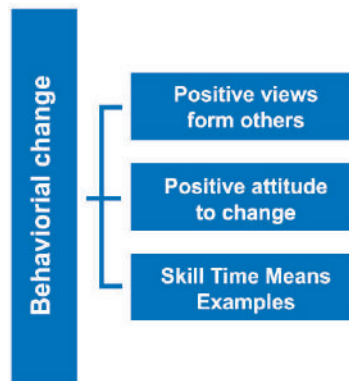 Behaviorial change
Positive views
form others
Positive attitude
to change
Skill Time Means
Examples